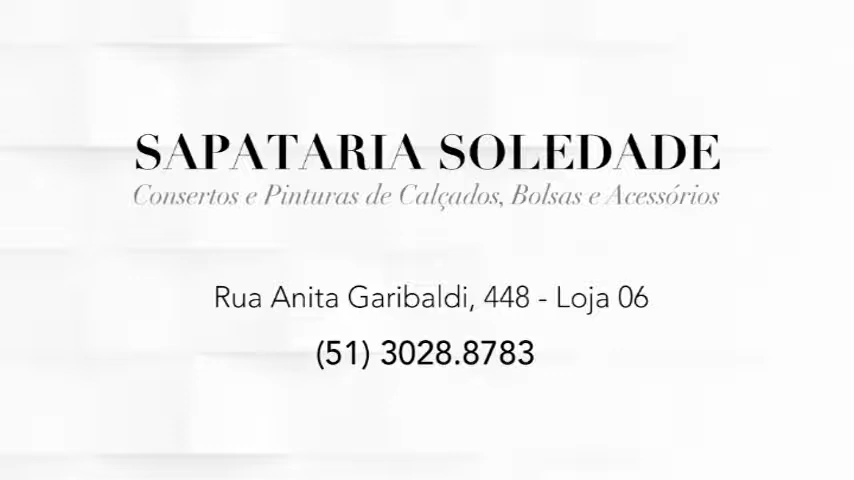 SAPATARIA SOLEDADE
Consertos e Pinturas de Calçados, Bolsas e Acessórios
Rua Anita Garibaldi, 448 - Loja 06
(51) 3028.8783